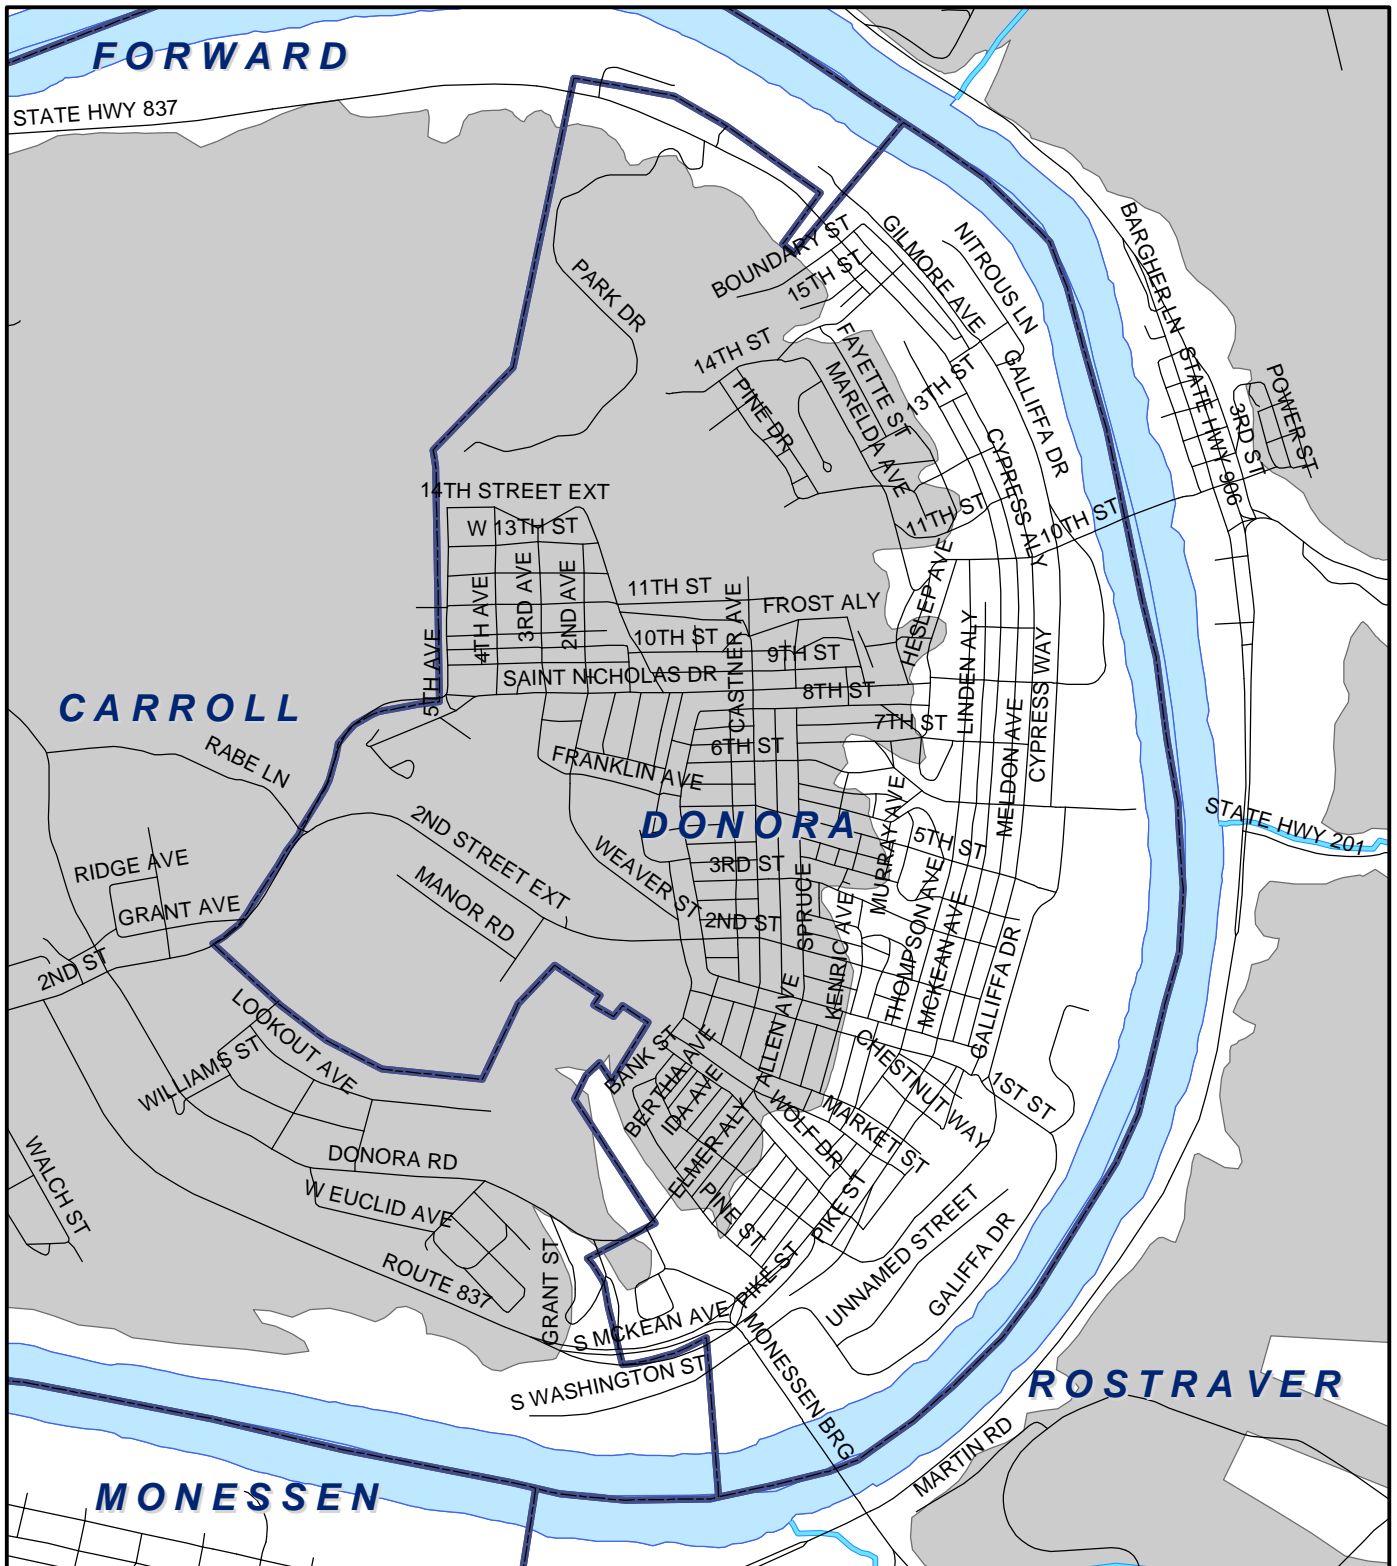 FORWARD
STATE HWY 837
BOUNDARY ST
15TH ST
GILMORE AVE
NITROUS LN
BARGHER LN
PARK DR
14TH ST
FAYETTE ST
MARELDA AVE
PINE DR
13TH ST
GALLIFFA DR
STATE HWY 906
3RD ST
POWER ST
CYPRESS ALY
14TH STREET EXT
W 13TH ST
11TH ST
10TH ST
4TH AVE
3RD AVE
2ND AVE
11TH ST
CASTNER AVE
FROST ALY
HESLEP AVE
10TH ST
9TH ST
LINDEN ALY
CYPRESS WAY
5TH AVE
SAINT NICHOLAS DR
8TH ST
CARROLL
7TH ST
MELDON AVE
RABE LN
6TH ST
FRANKLIN AVE
DONORA
MURRAY AVE
5TH ST
STATE HWY 201
2ND STREET EXT
WEAVER ST
3RD ST
RIDGE AVE
GRANT AVE
MANOR RD
2ND ST
SPRUCE
KENRIC AVE
THOMPSON AVE
MCKEAN AVE
GALLIFFA DR
2ND ST
LOOKOUT AVE
WILLIAMS ST
BANK ST
BERTHA AVE
IDA AVE
ALLEN AVE
CHESTNUT WAY
1ST ST
ELMER ALY
WOLF DR
MARKET ST
WALCH ST
DONORA RD
W EUCLID AVE
PINE ST
PIKE ST
UNNAMED STREET
GALIFFA DR
ROUTE 837
GRANT ST
PIKE ST
S MCKEAN AVE
S WASHINGTON ST
MONESSEN BRG
ROSTRAVER
MARTIN RD
MONESSEN